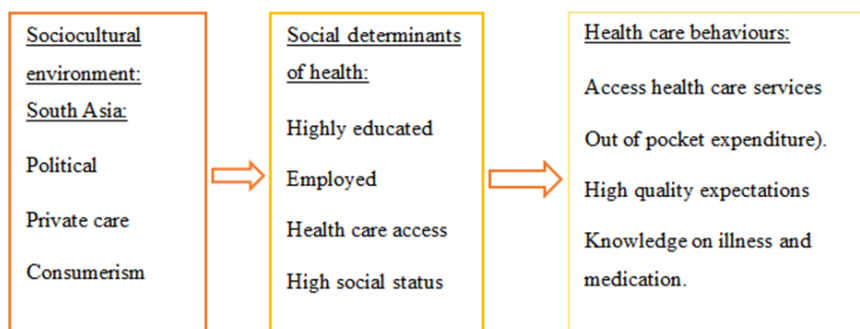 Sociocultural
environment:
South Asia:
Political
Private care
Consumerism
Social determinants
of health:
Highly educated
Employed
Health care access
High social status
Health care behaviours:
Access health care services
Out of pocket expenditure).
High quality expectations
Knowledge on illness and
medication.